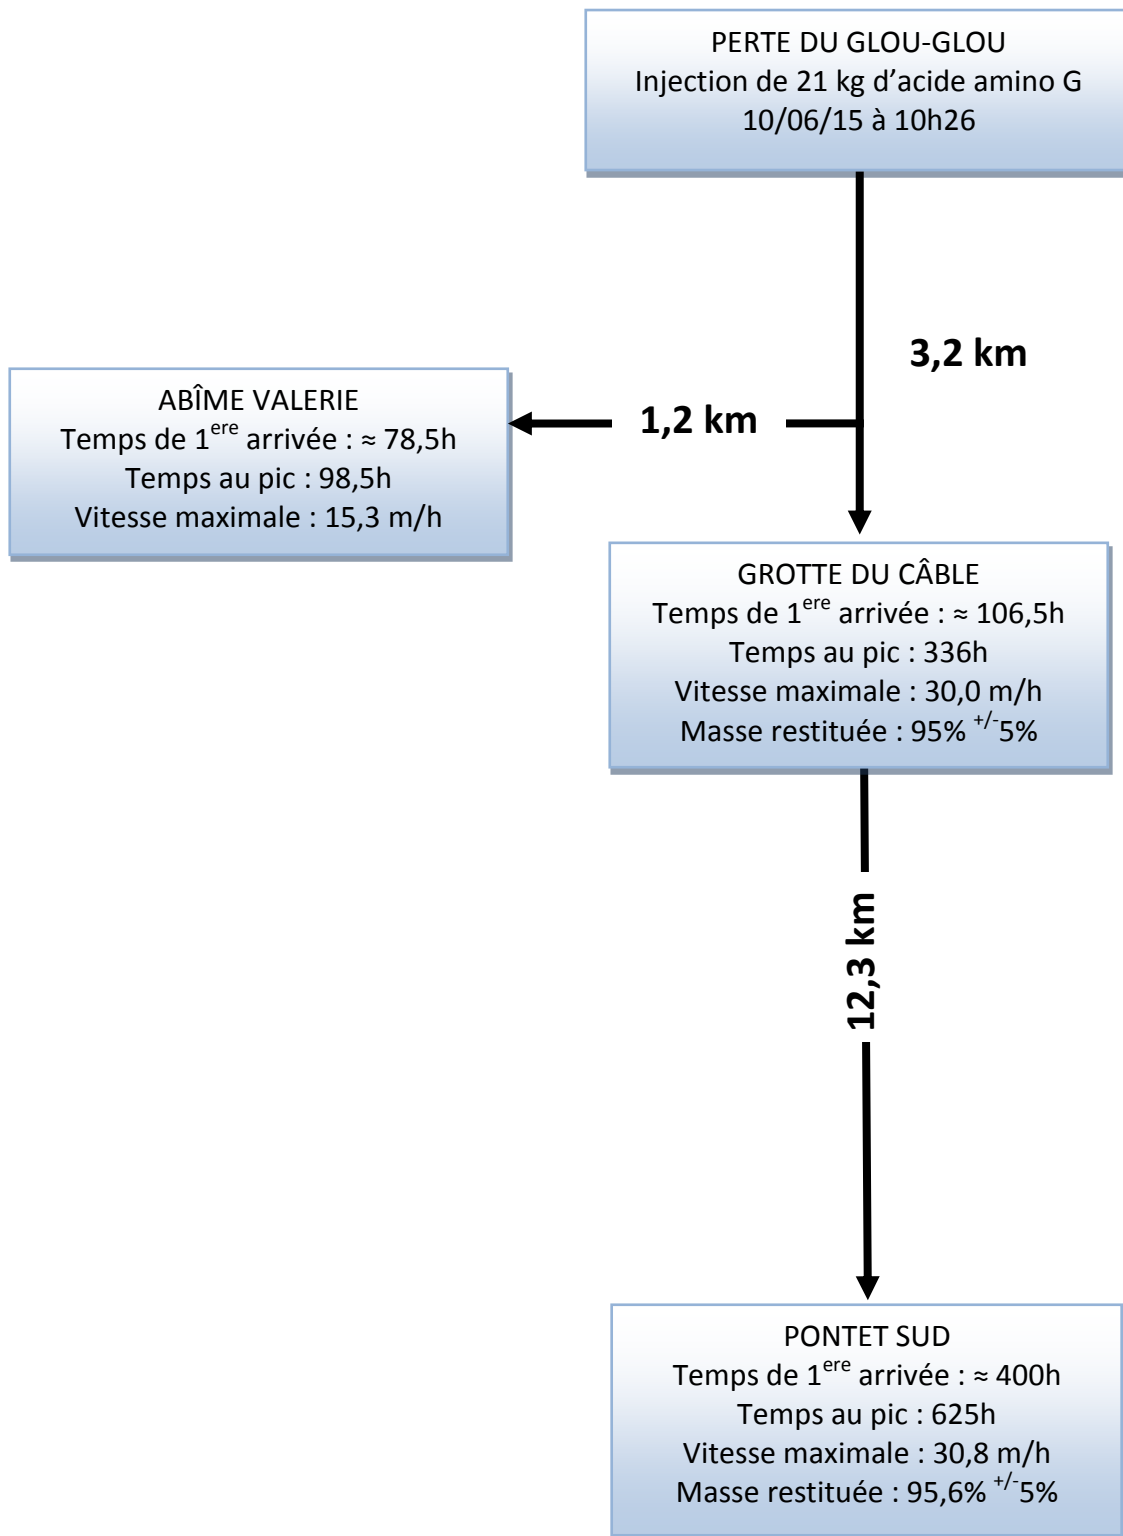 PERTE DU GLOU-GLOU
Injection de 21 kg d’acide amino G
10/06/15 à 10h26
3,2 km
1,2 km
ABÎME VALERIE
Temps de 1ere arrivée : ≈ 78,5h
Temps au pic : 98,5h
Vitesse maximale : 15,3 m/h
GROTTE DU CÂBLE
Temps de 1ere arrivée : ≈ 106,5h
Temps au pic : 336h
Vitesse maximale : 30,0 m/h
Masse restituée : 95% +/-5%
12,3 km
PONTET SUD
Temps de 1ere arrivée : ≈ 400h
Temps au pic : 625h
Vitesse maximale : 30,8 m/h
Masse restituée : 95,6% +/-5%